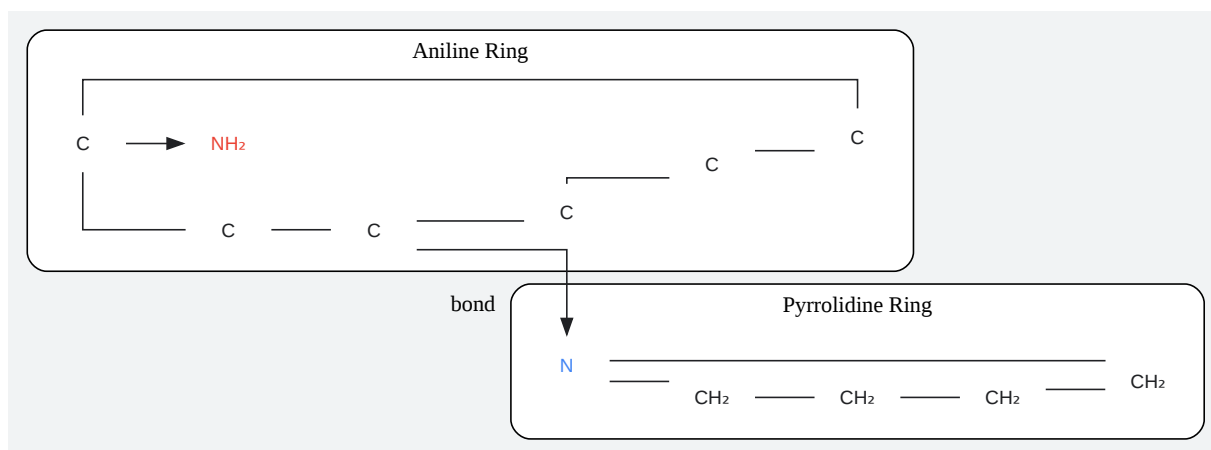 Aniline Ring
C
NH₂
C
C
C
C
C
bond
Pyrrolidine Ring
N
CH₂
CH₂
CH₂
CH₂